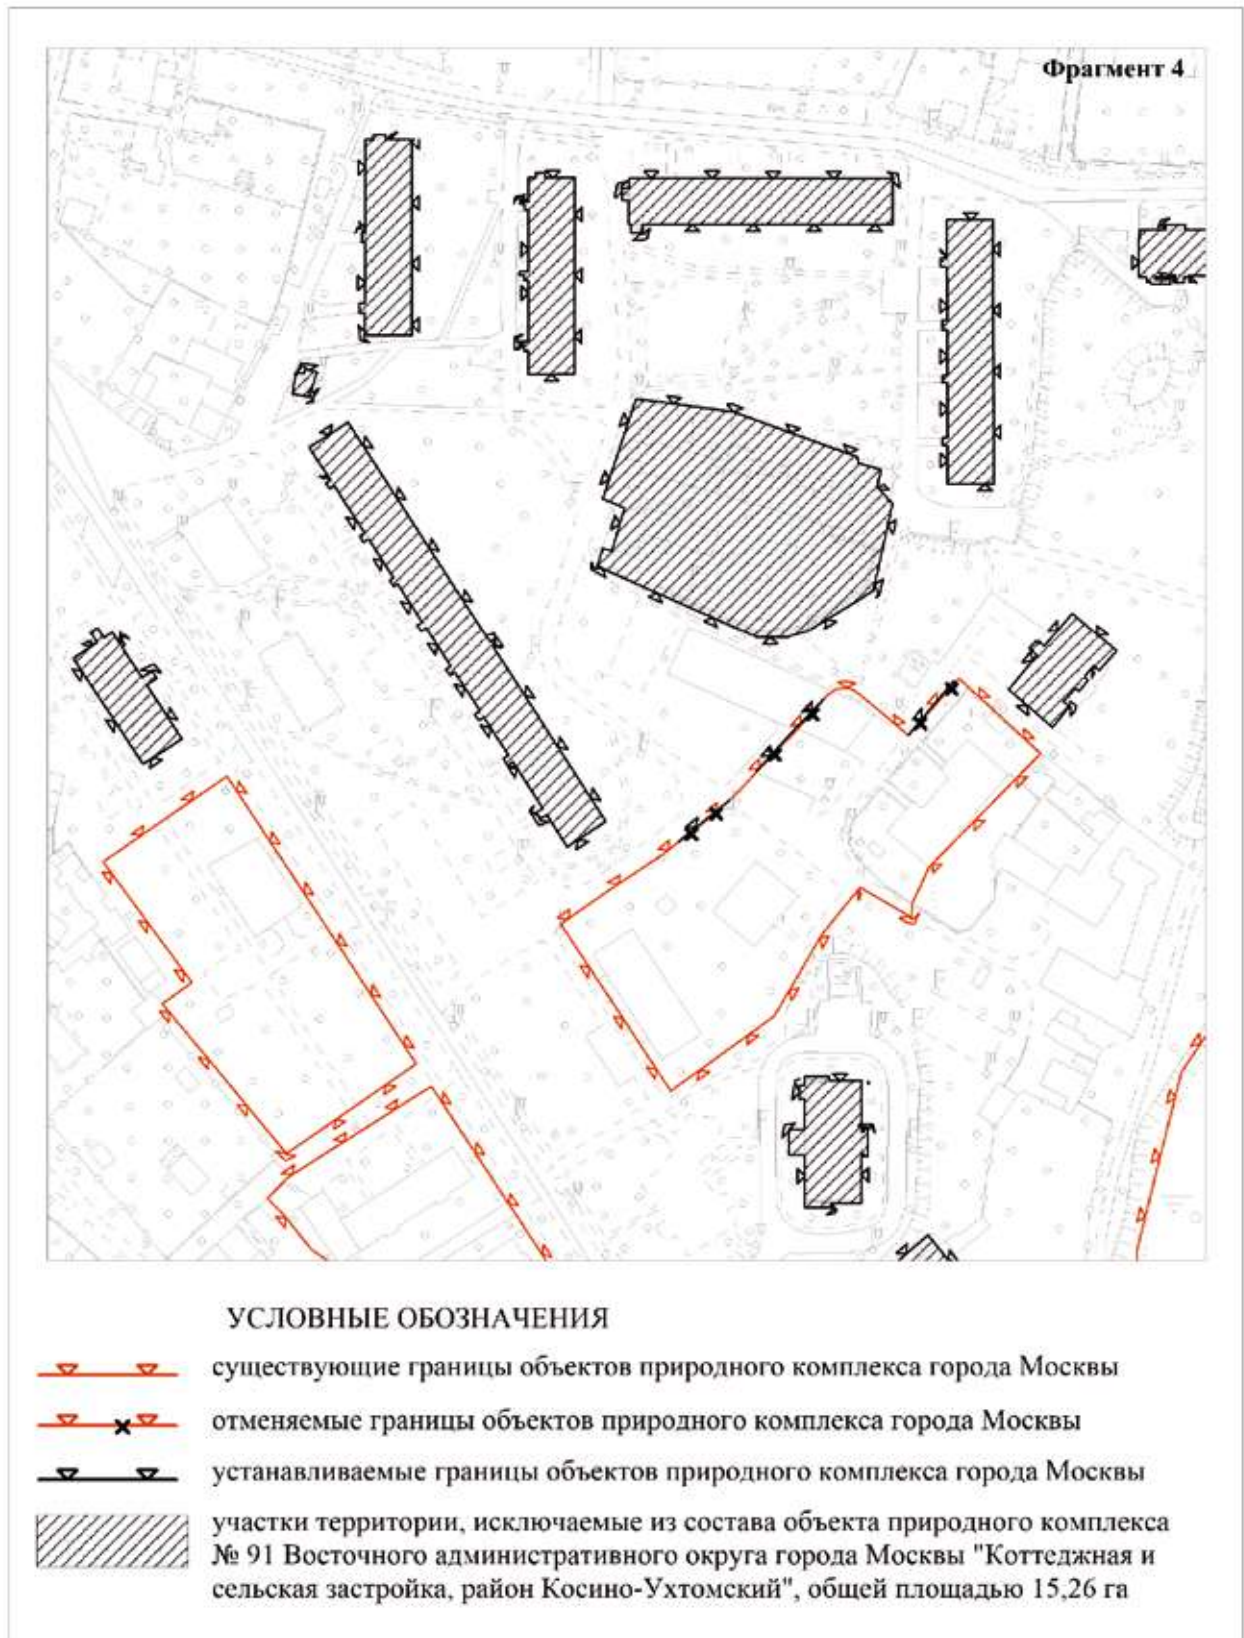 Фрагмент 4
УСЛОВНЫЕ ОБОЗНАЧЕНИЯ
существующие границы объектов природного комплекса города Москвы
отменяемые границы объектов природного комплекса города Москвы
устанавливаемые границы объектов природного комплекса города Москвы
участки территории, исключаемые из состава объекта природного комплекса
№ 91 Восточного административного округа города Москвы "Коттеджная и
сельская застройка, район Косино-Ухтомский", общей площадью 15,26 га